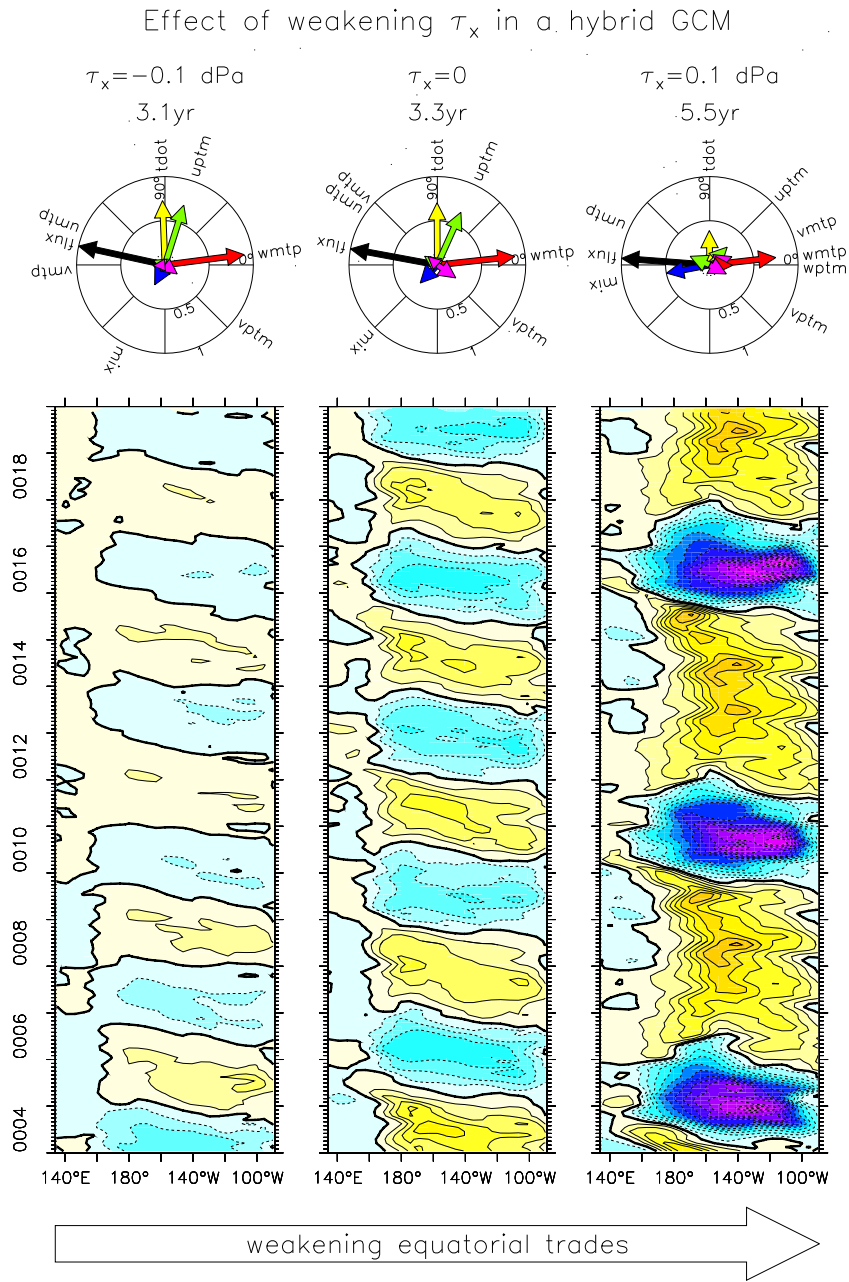 Effect of weakening τx in a hybrid GCM
τx=−0.1 dPa
3.1yr
τx=0
3.3yr
τx=0.1 dPa
5.5yr
90° tdot
uptm
umtp
flux
vmtp
0° wmtp
0.5
vptm
mix
90° tdot
uptm
vmtp
umtp
flux
0° wmtp
0.5
vptm
mix
90° tdot
uptm
umtp
vmtp
flux
0° wmtp
wptm
mix
0.5
vptm
0018
0016
0014
0012
0010
0008
0006
0004
140°E 180° 140°W 100°W
140°E 180° 140°W 100°W
140°E 180° 140°W 100°W
weakening equatorial trades